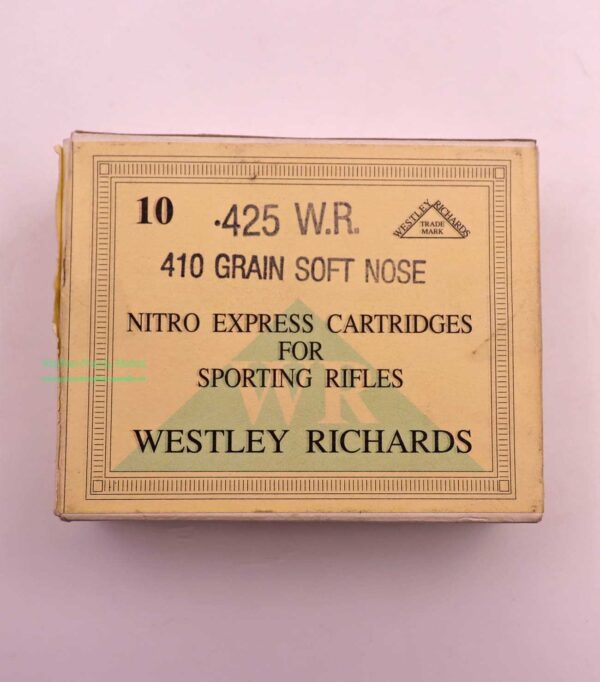 10 .425 W.R.
WESTLEY RICHARDS
TRADE
MARK
410 GRAIN SOFT NOSE
NITRO EXPRESS CARTRIDGES
FOR
SPORTING RIFLES
WR
WESTLEY RICHARDS